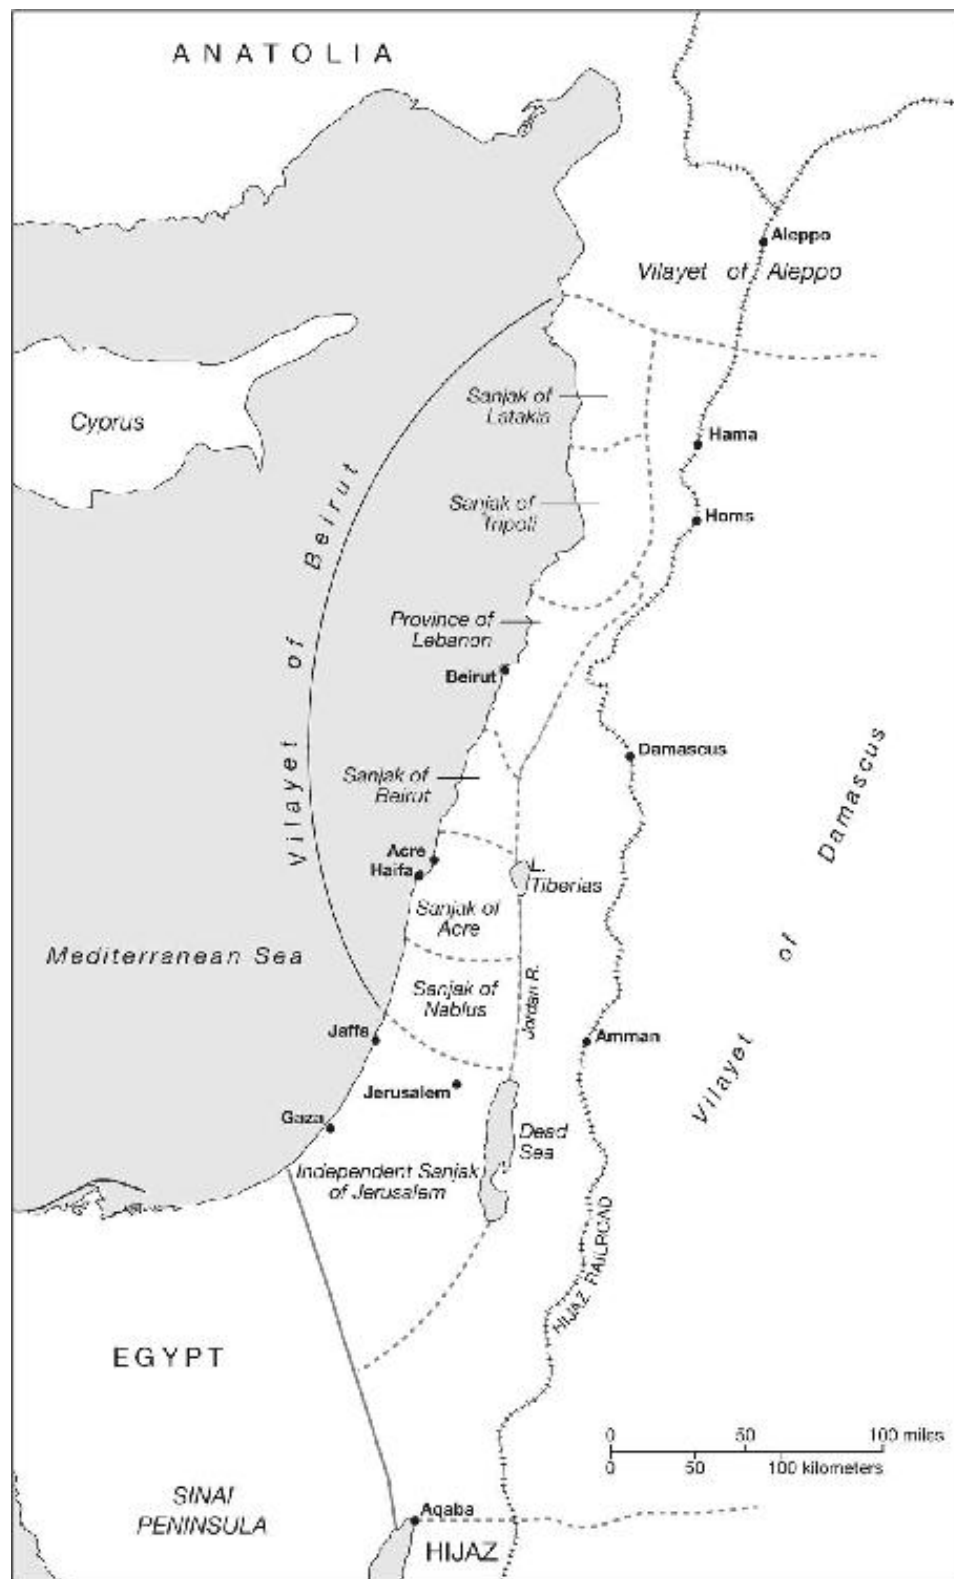 ANATOLIA
Aleppo
Vilayet of Aleppo
Cyprus
Sanjak of
Latakia
Hama
Vilayet of Beirut
Sanjak of
Tripoli
Homs
Province of
Lebanon
Beirut
Damascus
Sanjak of
Beirut
Vilayet of Damascus
Acre
Haifa
L.
Tiberias
Sanjak of
Acre
Mediterranean Sea
Sanjak of
Nablus
Jordan R.
Jaffa
Amman
Jerusalem
Gaza
Dead
Sea
Independent Sanjak
of Jerusalem
HIJAZ RAILROAD
EGYPT
0 50 100 miles
0 50 100 kilometers
SINAI
PENINSULA
Aqaba
HIJAZ